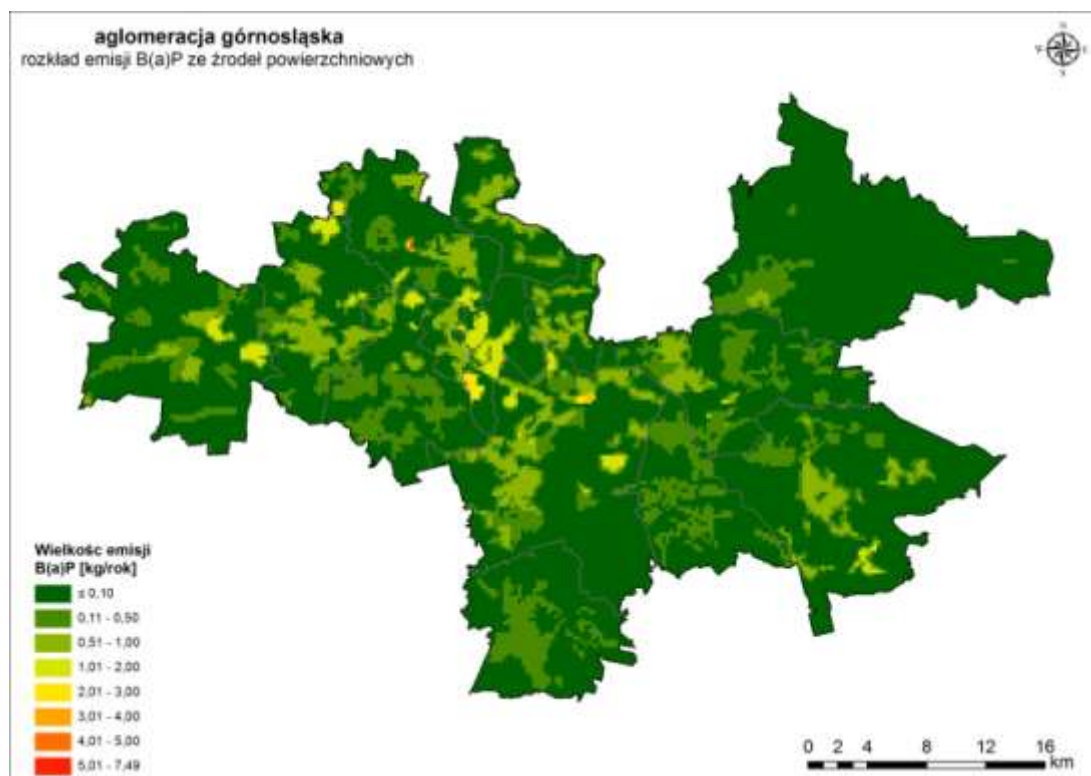 aglomeracja górnosląska
rozkład emisji B(a)P ze źrodeł powierzchniowych
Wielkośc emisji
B(a)P [kg/rok]
≤ 0,10
0,11 - 0,50
0,51 - 1,00
1,01 - 2,00
2,01 - 3,00
3,01 - 4,00
4,01 - 5,00
5,01 - 7,49
0 2 4 8 12 16
km